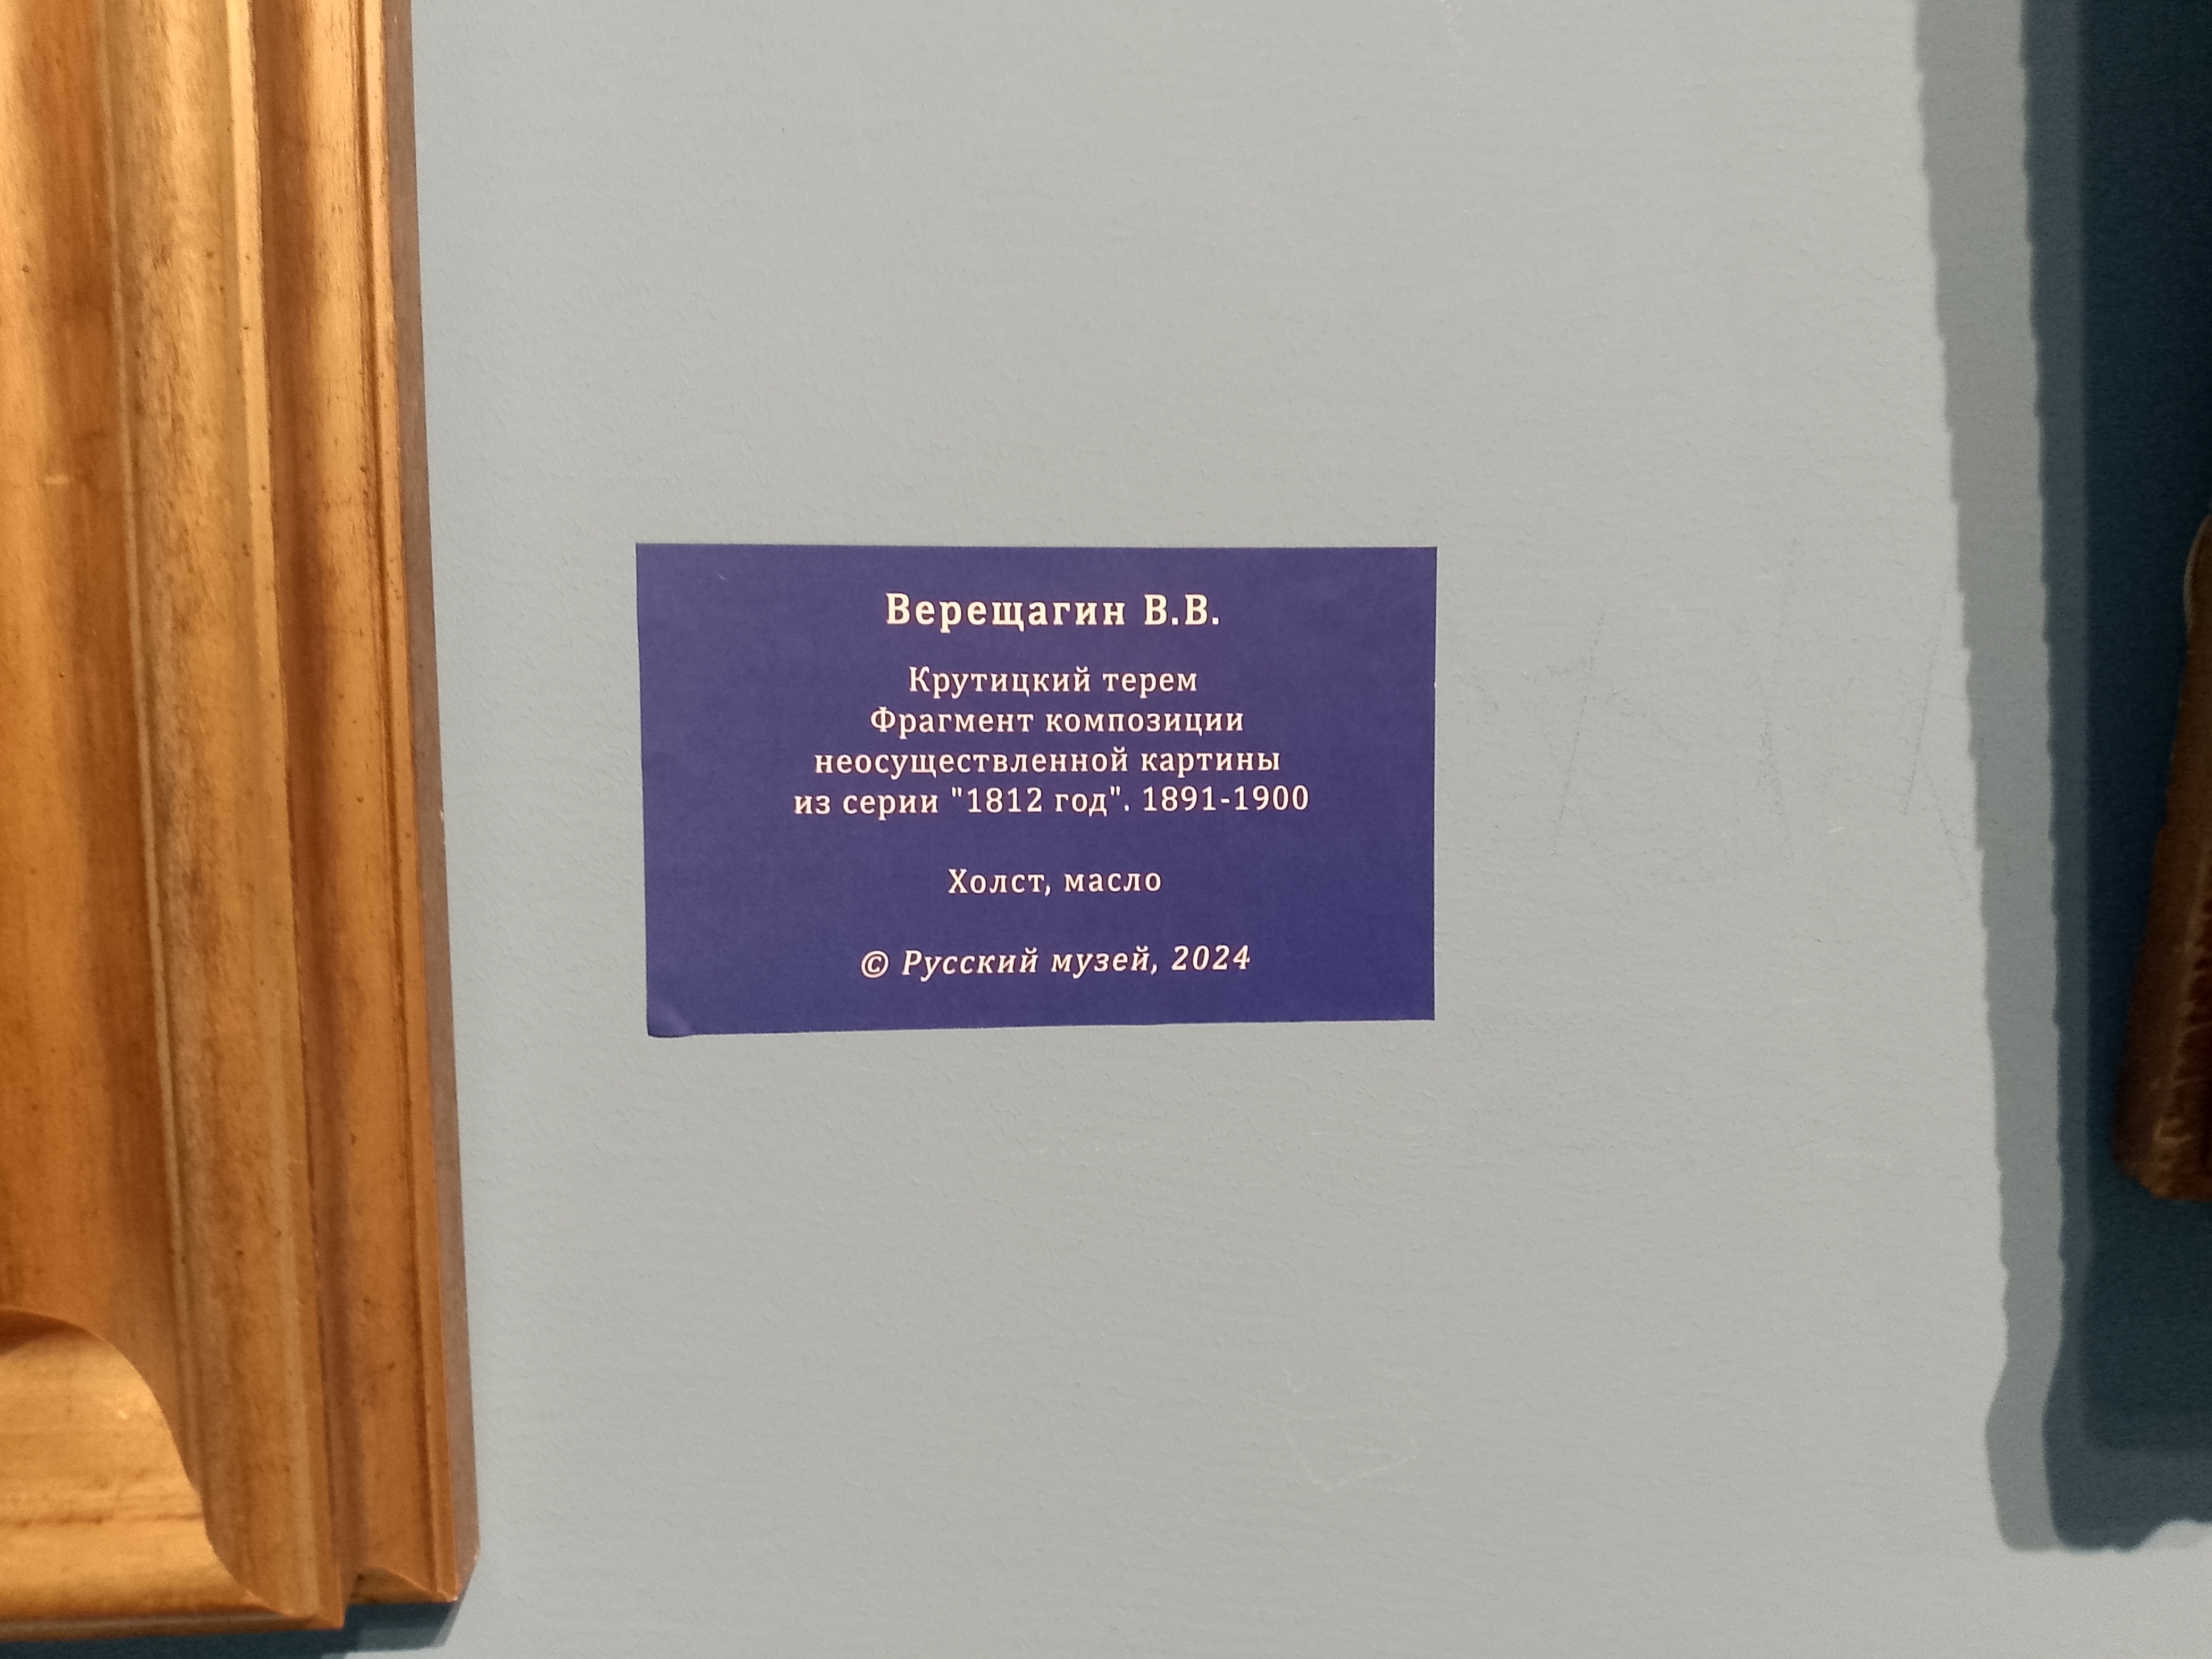 Верещагин В.В.
Крутицкий терем
Фрагмент композиции
неосуществленной картины
из серии "1812 год". 1891-1900
Холст, масло
© Русский музей, 2024